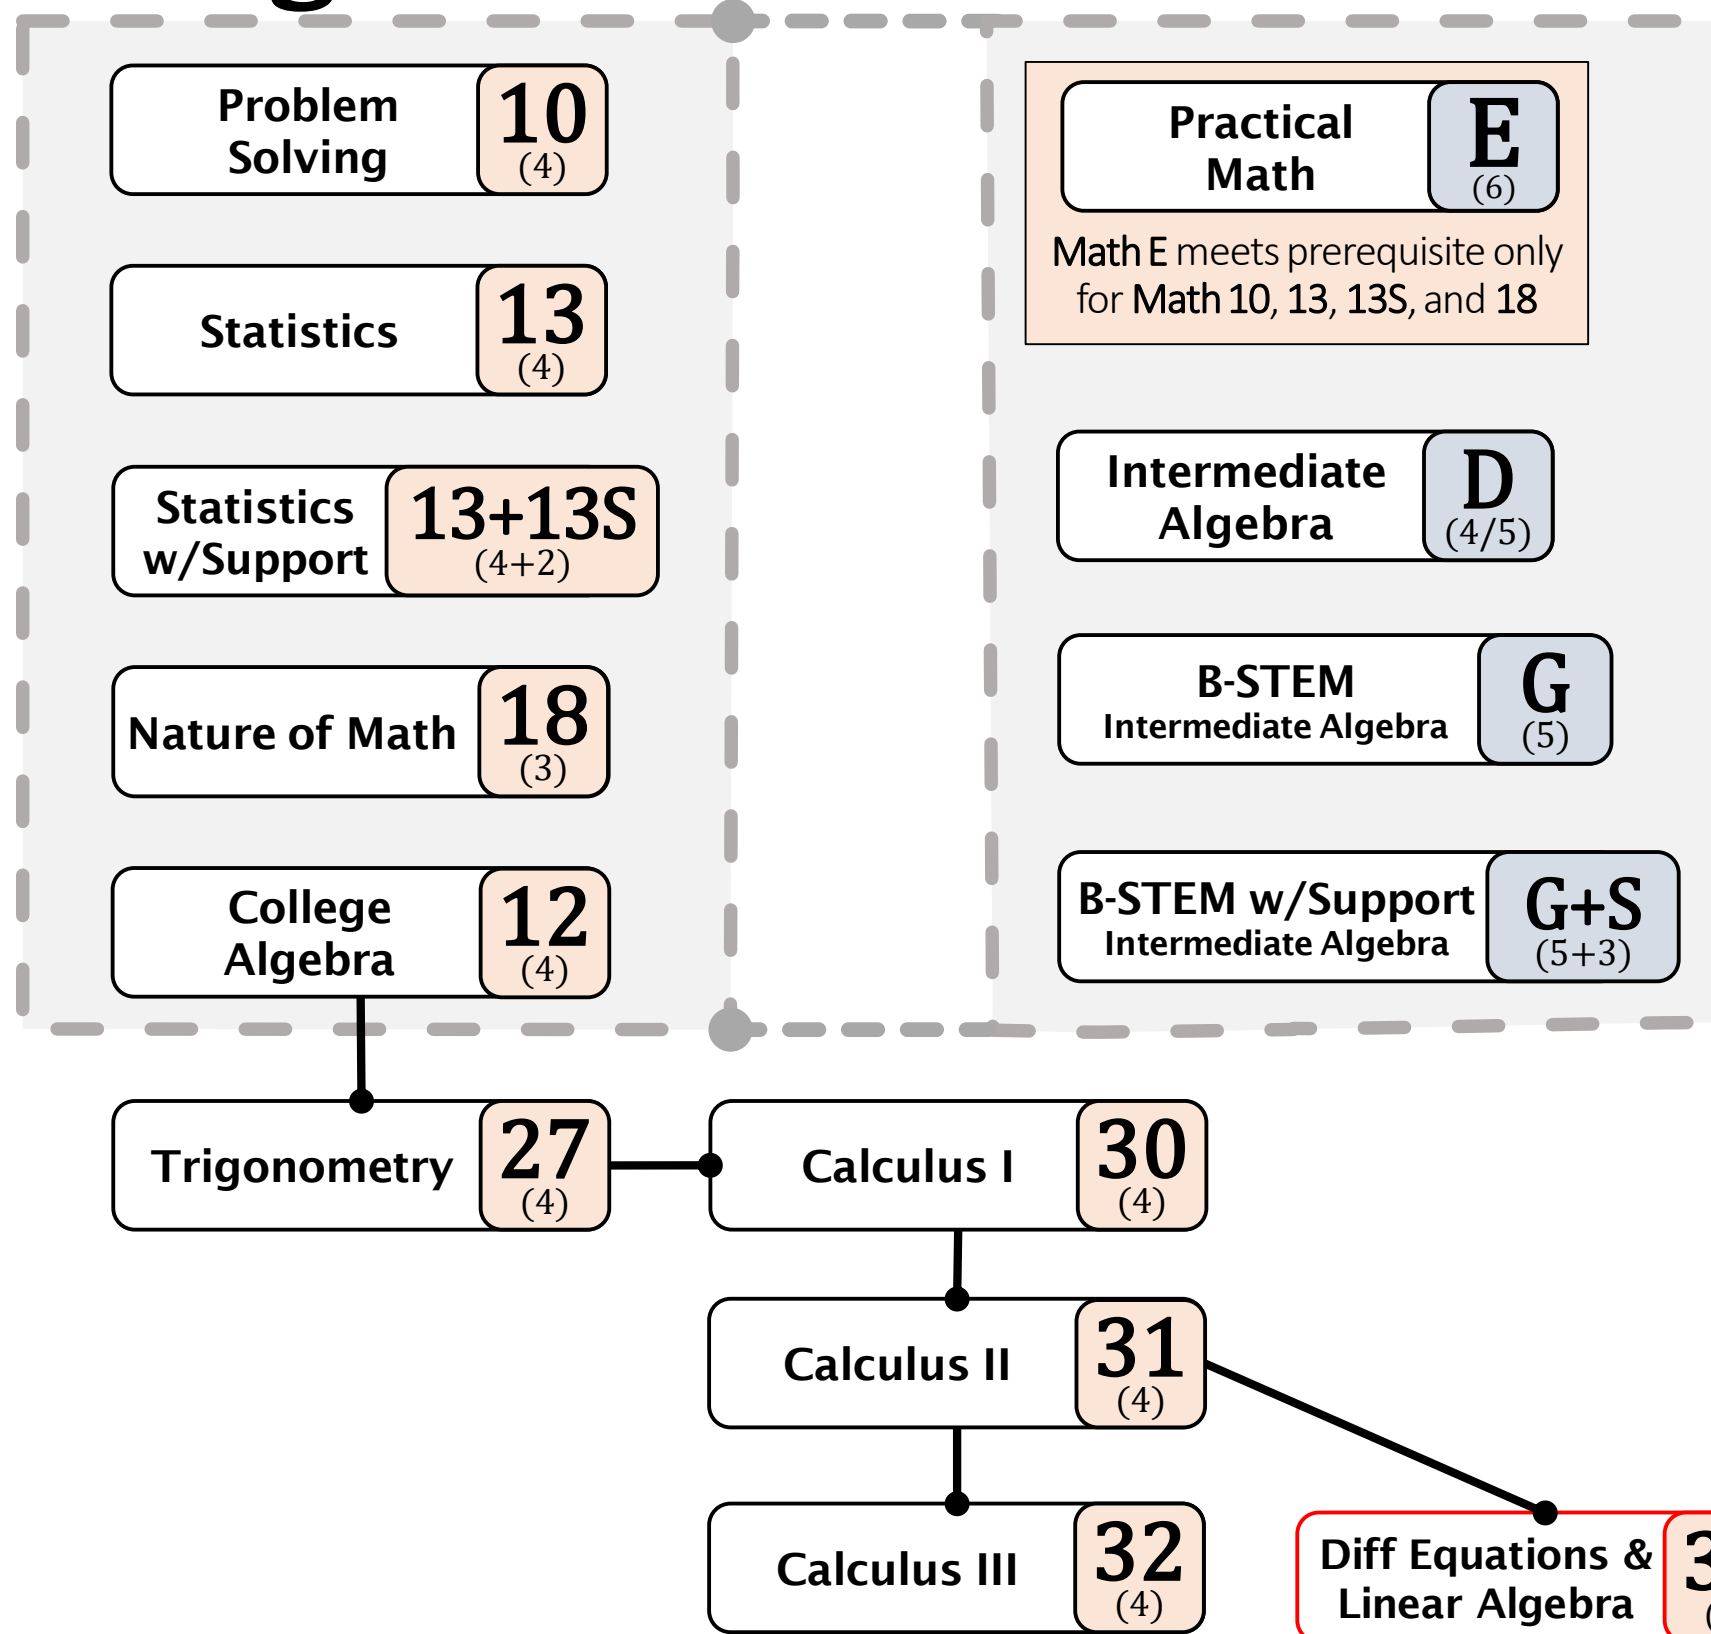 Problem
Solving
10
(4)
Statistics
13
(4)
Statistics
w/Support
13+13S
(4+2)
Nature of Math
18
(3)
College
Algebra
12
(4)
Practical
Math
E
(6)
Math E meets prerequisite only
for Math 10, 13, 13S, and 18
Intermediate
Algebra
D
(4/5)
B-STEM
Intermediate Algebra
G
(5)
B-STEM w/Support
Intermediate Algebra
G+S
(5+3)
Trigonometry
27
(4)
Calculus I
30
(4)
Calculus II
31
(4)
Calculus III
32
(4)
Diff Equations &
Linear Algebra